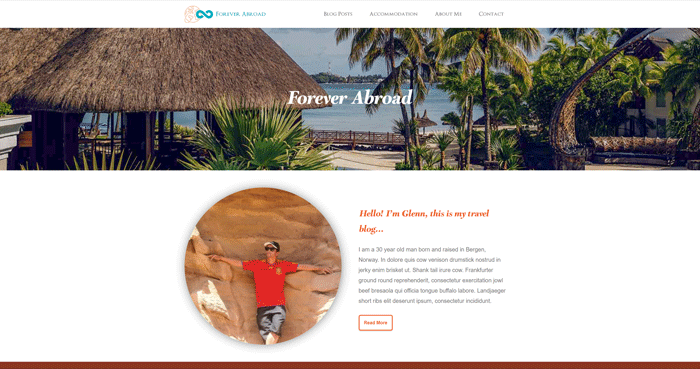 Forever Abroad
Blog Posts Accommodation About Me Contact
Forever Abroad
Hello! I'm Glenn, this is my travel
blog...
I am a 30 year old man born and raised in Bergen,
Norway. In dolore quis cow venison drumstick nostrud in
jerky enim brisket ut. Shank tail irure cow. Frankfurter
ground round reprehenderit, consectetur exercitation jowl
beef bresaola qui officia tongue buffalo labore. Landjaeger
short ribs elit deserunt ipsum, consectetur incididunt.
Read More